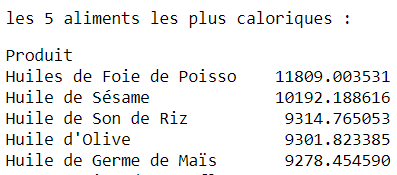 les 5 aliments les plus caloriques :
Produit
Huiles de Foie de Poisso 11809.003531
Huile de Sésame 10192.188616
Huile de Son de Riz 9314.765053
Huile d'Olive 9301.823385
Huile de Germe de Maïs 9278.454590